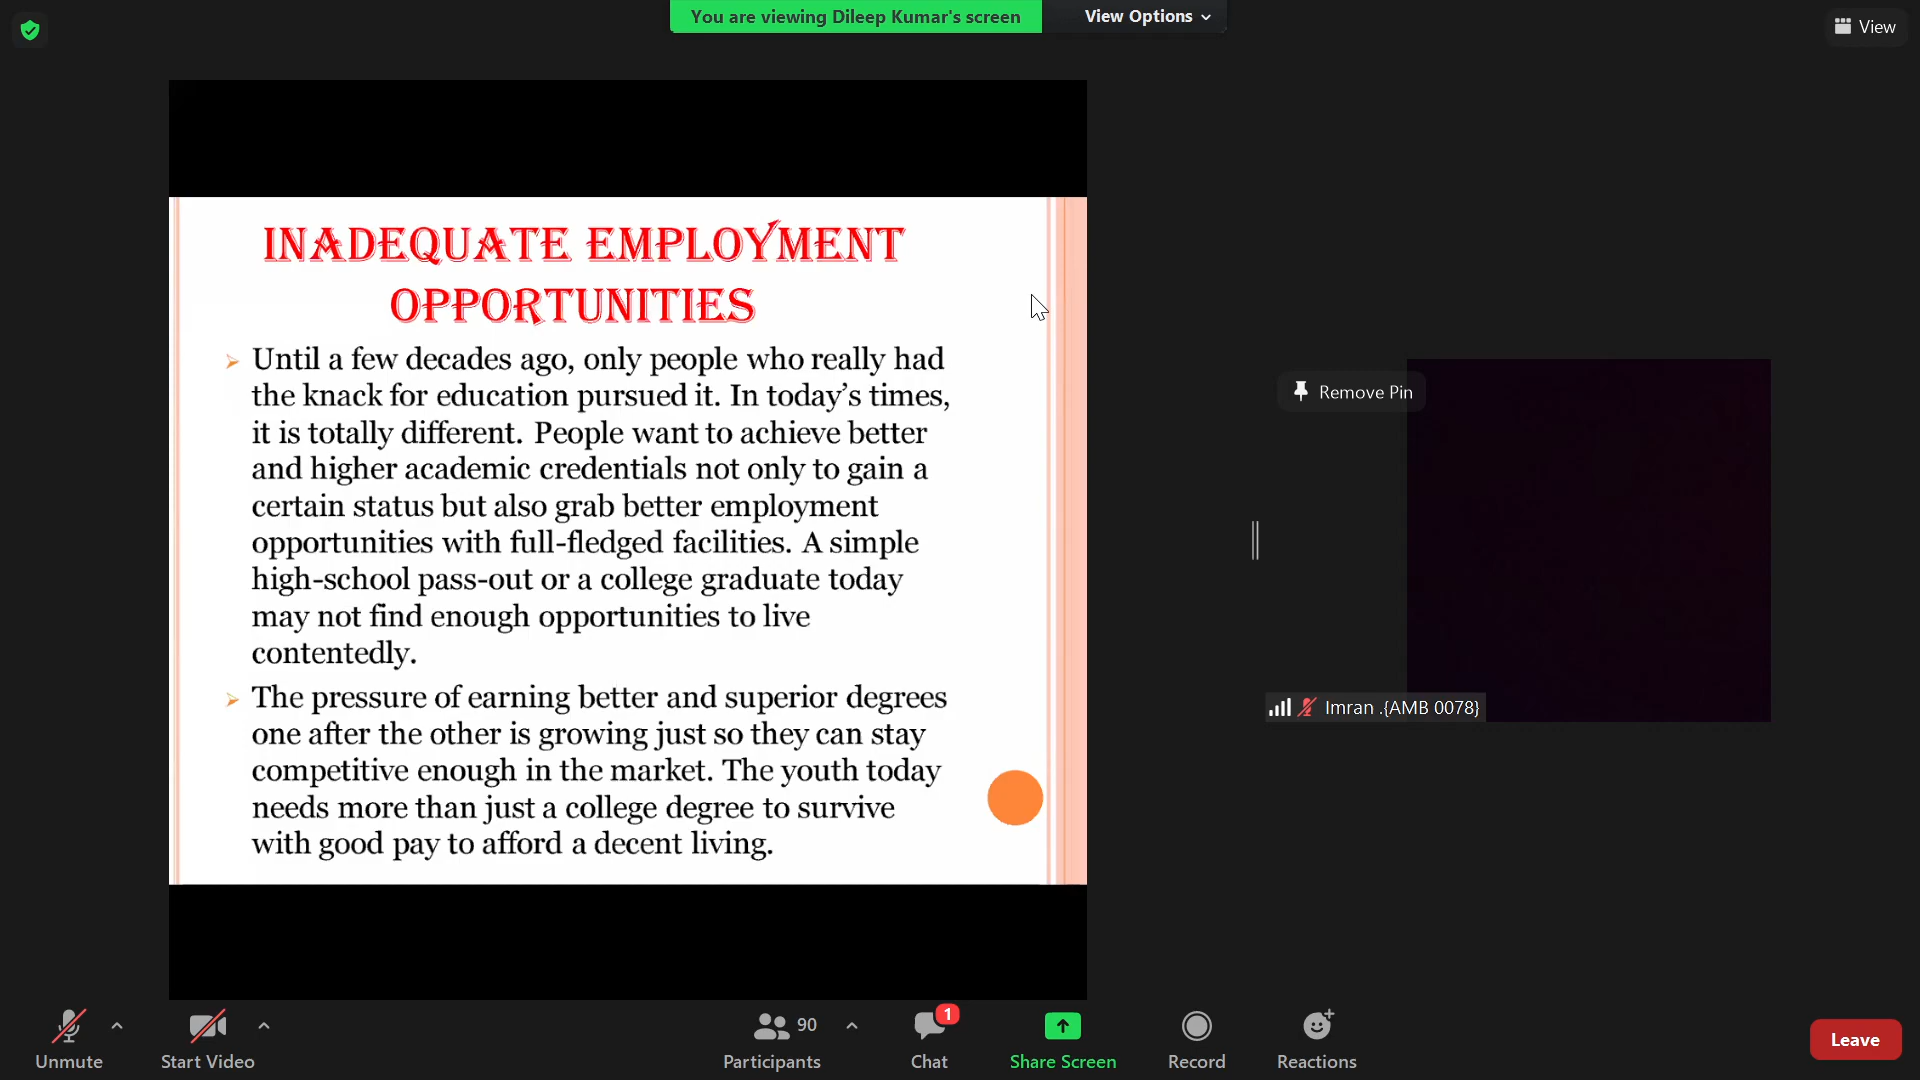 You are viewing Dileep Kumar's screen
View Options
View
INADEQUATE EMPLOYMENT
OPPORTUNITIES
Until a few decades ago, only people who really had
the knack for education pursued it. In today’s times,
it is totally different. People want to achieve better
and higher academic credentials not only to gain a
certain status but also grab better employment
opportunities with full-fledged facilities. A simple
high-school pass-out or a college graduate today
may not find enough opportunities to live
contentedly.
The pressure of earning better and superior degrees
one after the other is growing just so they can stay
competitive enough in the market. The youth today
needs more than just a college degree to survive
with good pay to afford a decent living.
Remove Pin
Imran .{AMB 0078}
Unmute
Start Video
90
Participants
1
Chat
Share Screen
Record
Reactions
Leave